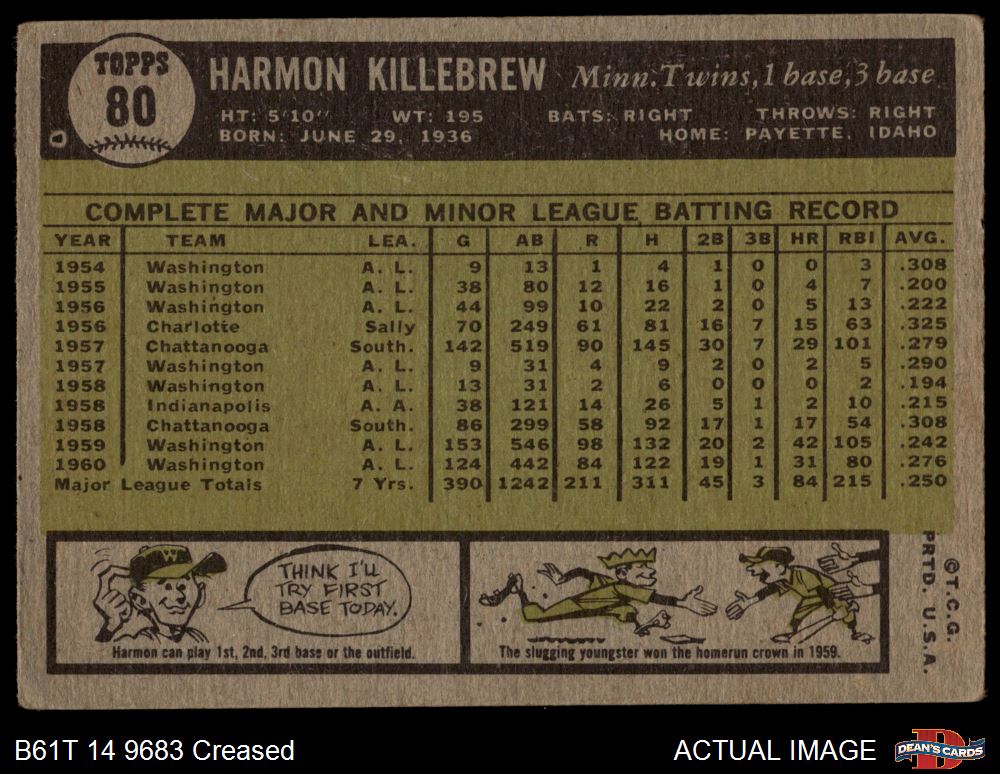 TOPPS
80
HARMON KILLEBREW Minn. Twins, 1 base, 3 base
HT: 5'10" WT: 195 BATS: RIGHT THROWS: RIGHT
BORN: JUNE 29, 1936 HOME: PAYETTE, IDAHO
COMPLETE MAJOR AND MINOR LEAGUE BATTING RECORD
YEAR TEAM LEA. G AB R H 2B 3B HR RBI AVG.
1954 Washington A. L. 9 13 1 4 1 0 0 3 .308
1955 Washington A. L. 38 80 12 16 1 0 4 7 .200
1956 Washington A. L. 44 99 10 22 2 0 5 13 .222
1956 Charlotte Sally 70 249 61 81 16 7 15 63 .325
1957 Chattanooga South. 142 519 90 145 30 7 29 101 .279
1957 Washington A. L. 9 31 4 9 2 0 2 5 .290
1958 Washington A. L. 13 31 2 6 0 0 0 2 .194
1958 Indianapolis A. A. 38 121 14 26 5 1 2 10 .215
1958 Chattanooga South. 86 299 58 92 17 1 17 54 .308
1959 Washington A. L. 153 546 98 132 20 2 42 105 .242
1960 Washington A. L. 124 442 84 122 19 1 31 80 .276
Major League Totals 7 Yrs. 390 1242 211 311 45 3 84 215 .250
W
THINK I'LL
TRY FIRST
BASE TODAY.
Harmon can play 1st, 2nd, 3rd base or the outfield.
The slugging youngster won the homerun crown in 1959.
©T.C.G.
PRTD. U.S.A.
B61T 14 9683 Creased
ACTUAL IMAGE
D
DEAN'S CARDS